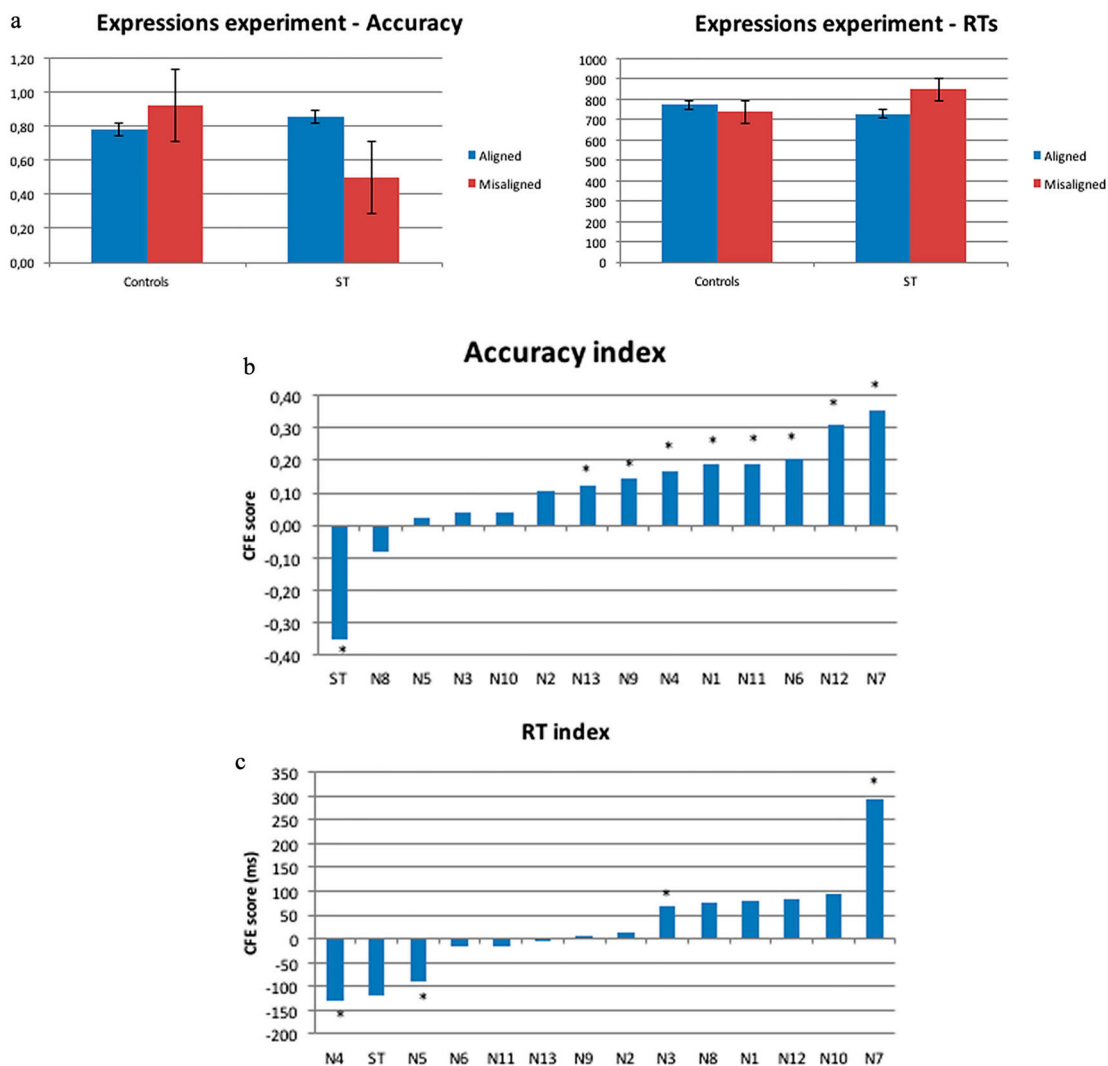 a
Expressions experiment - Accuracy
1,20
1,00
0,80
0,60
0,40
0,20
0,00
Controls
ST
Aligned
Misaligned
Expressions experiment - RTs
1000
900
800
700
600
500
400
300
200
100
0
Controls
ST
Aligned
Misaligned
b
Accuracy index
CFE score
0,40
0,30
0,20
0,10
0,00
-0,10
-0,20
-0,30
-0,40
* * * * * * * * *
ST N8 N5 N3 N10 N2 N13 N9 N4 N1 N11 N6 N12 N7
RT index
c
CFE score (ms)
350
300
250
200
150
100
50
0
-50
-100
-150
-200
* * * *
N4 ST N5 N6 N11 N13 N9 N2 N3 N8 N1 N12 N10 N7